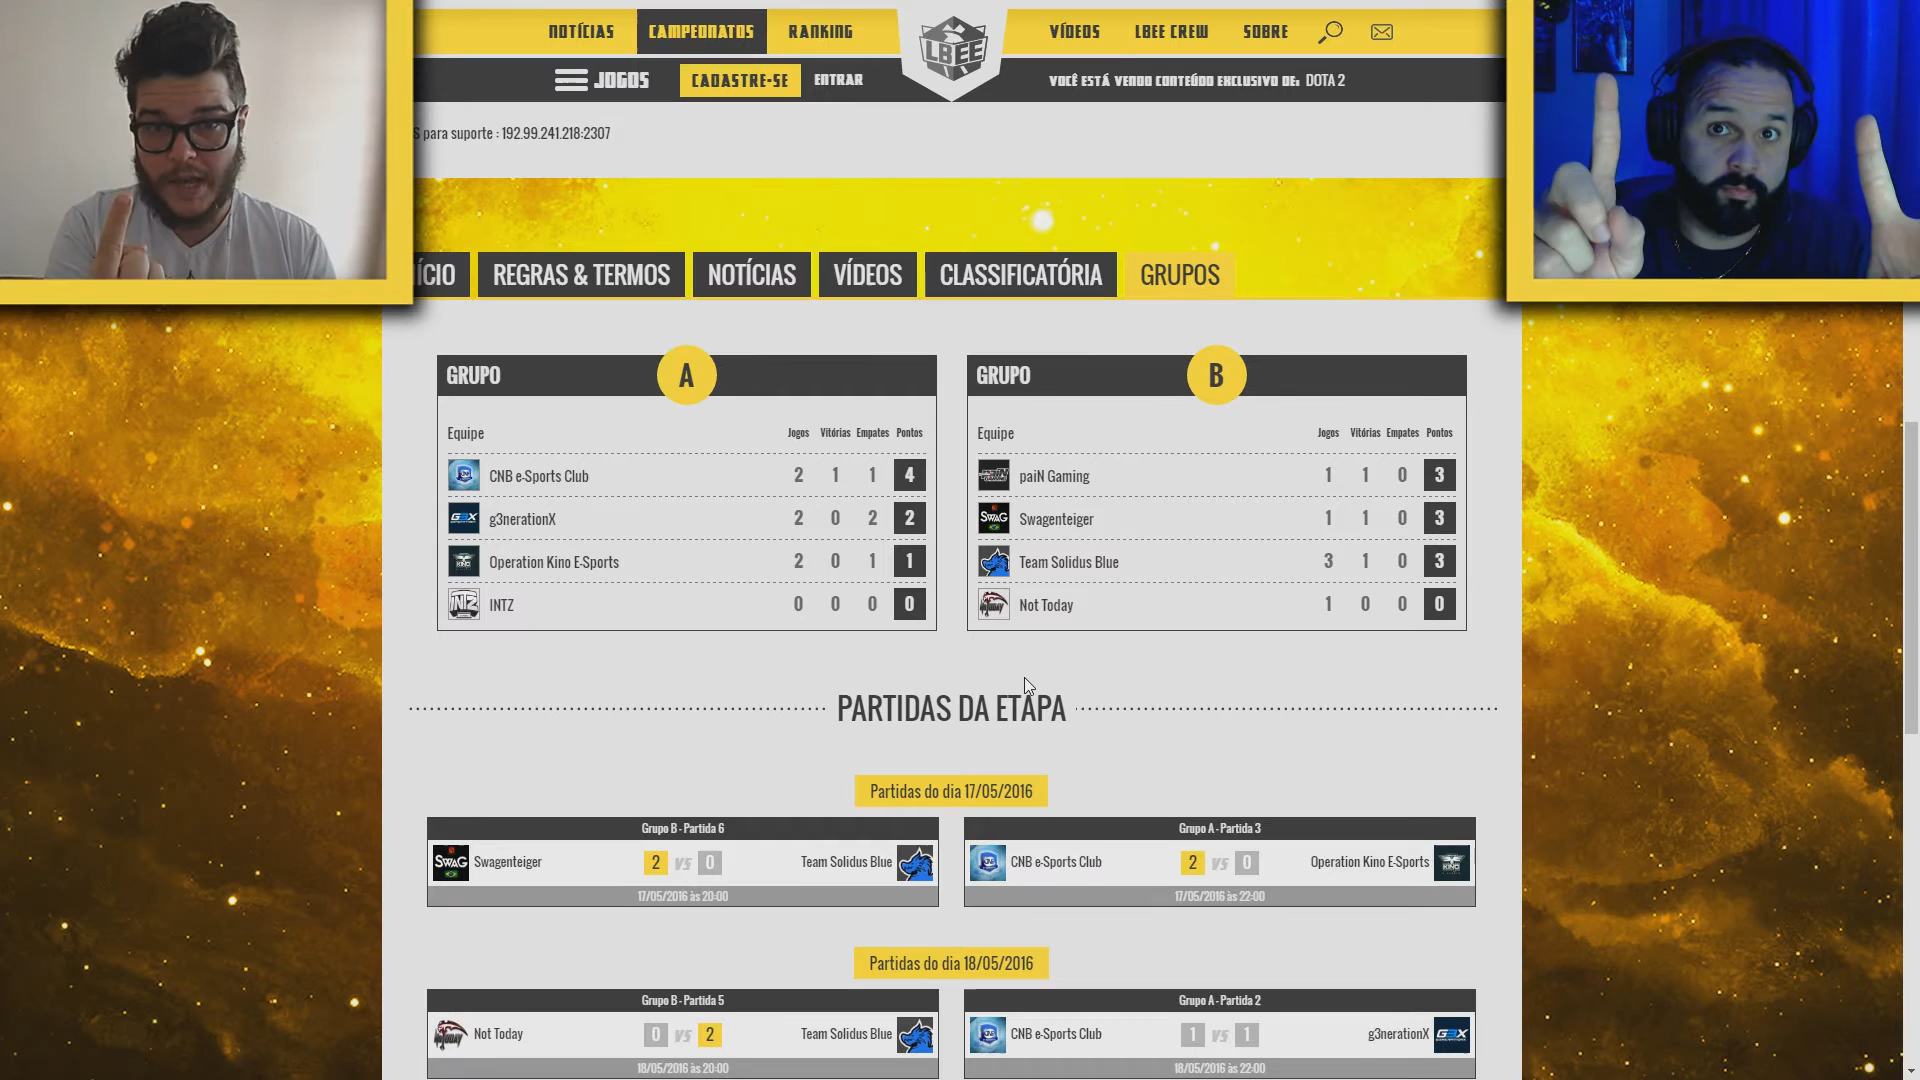 NOTÍCIAS CAMPEONATOS RANKING LBEE VÍDEOS LBEE CREW SOBRE
JOGOS CADASTRE-SE ENTRAR VOCÊ ESTÁ VENDO CONTEÚDO EXCLUSIVO DE: DOTA 2
S para suporte : 192.99.241.218:2307
ÍCIO REGRAS & TERMOS NOTÍCIAS VÍDEOS CLASSIFICATÓRIA GRUPOS
GRUPO A
Equipe Jogos Vitórias Empates Pontos
CNB e-Sports Club 2 1 1 4
G3X g3nerationX 2 0 2 2
KINO Operation Kino E-Sports 2 0 1 1
INTZ INTZ 0 0 0 0
GRUPO B
Equipe Jogos Vitórias Empates Pontos
paiN Gaming 1 1 0 3
SWAG Swagenteiger 1 1 0 3
Team Solidus Blue 3 1 0 3
Not Today 1 0 0 0
PARTIDAS DA ETAPA
Partidas do dia 17/05/2016
Grupo B - Partida 6
SWAG Swagenteiger 2 VS 0 Team Solidus Blue
17/05/2016 às 20:00
Grupo A - Partida 3
CNB e-Sports Club 2 VS 0 Operation Kino E-Sports KINO
17/05/2016 às 22:00
Partidas do dia 18/05/2016
Grupo B - Partida 5
Not Today 0 VS 2 Team Solidus Blue
18/05/2016 às 20:00
Grupo A - Partida 2
CNB e-Sports Club 1 VS 1 g3nerationX G3X
18/05/2016 às 22:00